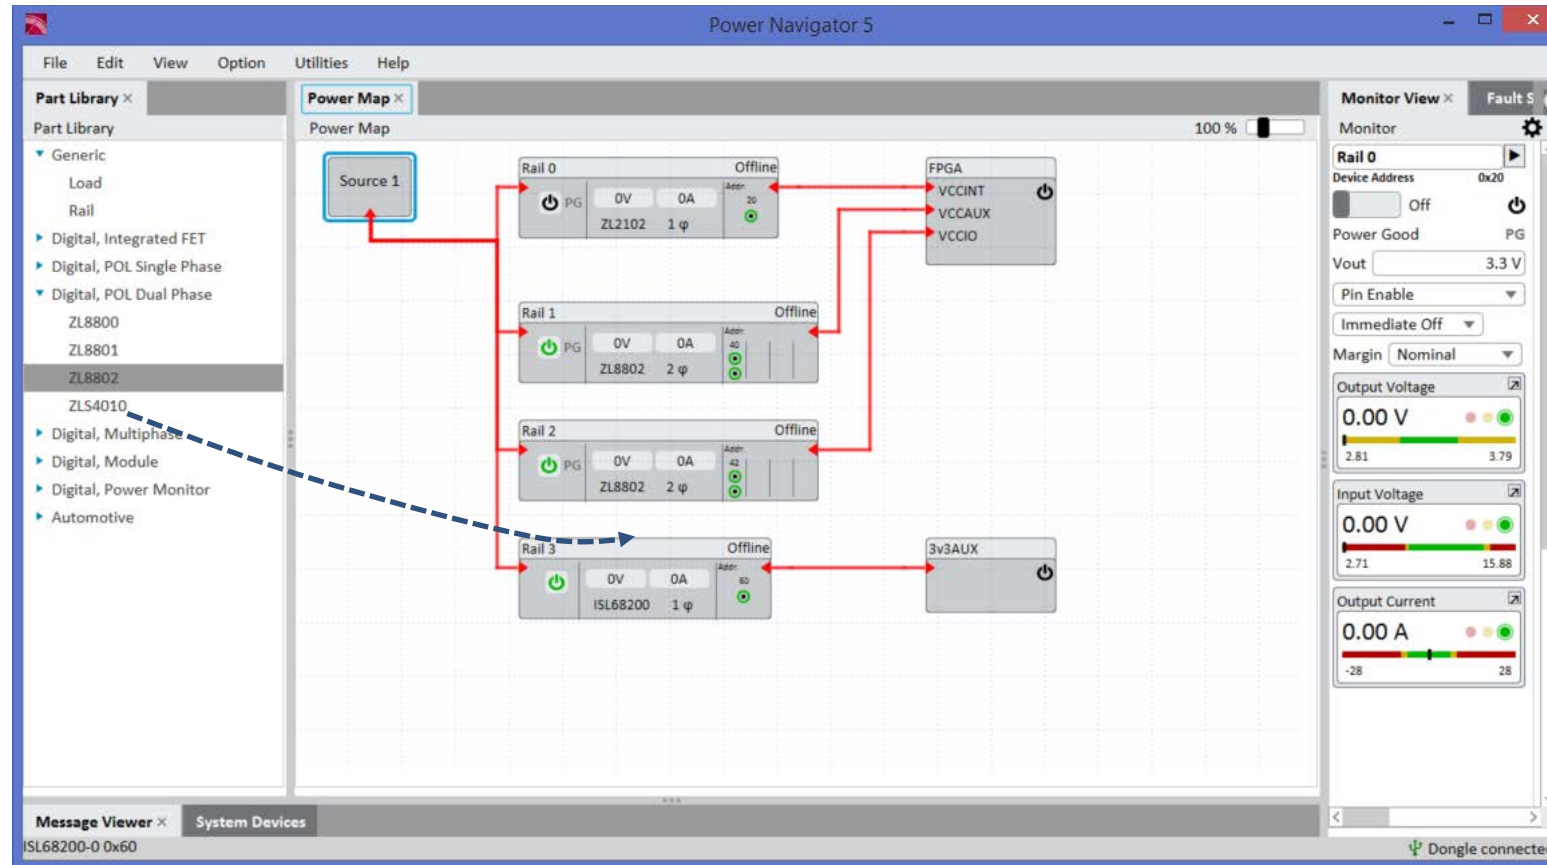 Power Navigator 5
File Edit View Option Utilities Help
Part Library
Part Library
Generic
Load
Rail
Digital, Integrated FET
Digital, POL Single Phase
Digital, POL Dual Phase
ZL8800
ZL8801
ZL8802
ZLS4010
Digital, Multiphase
Digital, Module
Digital, Power Monitor
Automotive
Power Map
Power Map 100 %
Source 1
Rail 0 Offline
PG 0V 0A Addr: 20
ZL2102 1 φ
FPGA
VCCINT
VCCAUX
VCCIO
Rail 1 Offline
PG 0V 0A Addr: 40
ZL8802 2 φ
Rail 2 Offline
PG 0V 0A Addr: 42
ZL8802 2 φ
Rail 3 Offline
0V 0A Addr: 60
ISL68200 1 φ
3v3AUX
Monitor View Fault S
Monitor
Rail 0
Device Address 0x20
Off
Power Good PG
Vout 3.3 V
Pin Enable
Immediate Off
Margin Nominal
Output Voltage
0.00 V
2.81 3.79
Input Voltage
0.00 V
2.71 15.88
Output Current
0.00 A
-28 28
Message Viewer System Devices
ISL68200-0 0x60 Dongle connecte